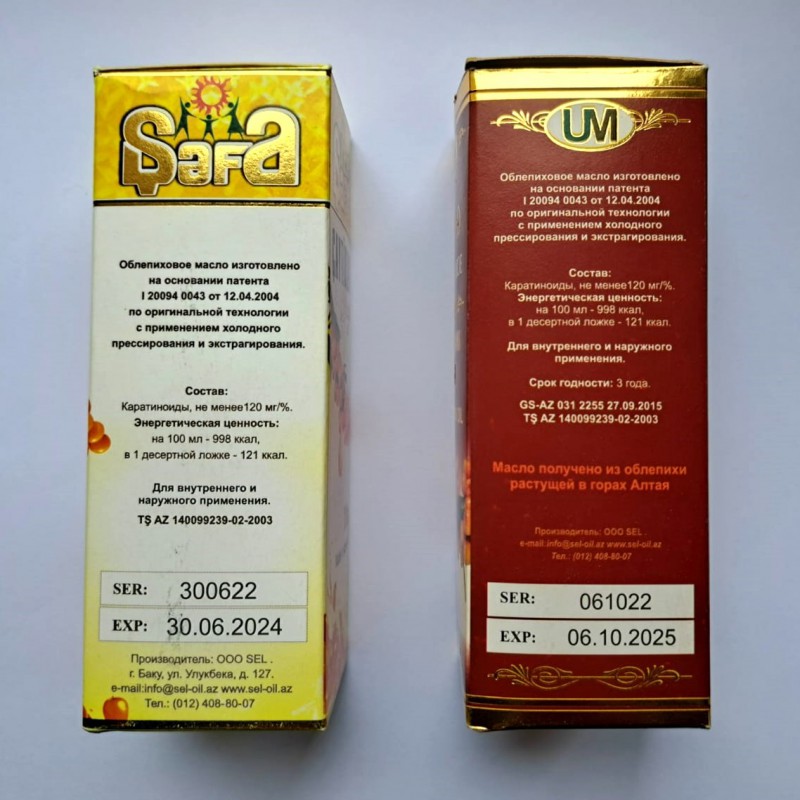 ŞəFa
Облепиховое масло изготовлено
на основании патента
I 20094 0043 от 12.04.2004
по оригинальной технологии
с применением холодного
прессирования и экстрагирования.
Состав:
Каратиноиды, не менее120 мг/%.
Энергетическая ценность:
на 100 мл - 998 ккал,
в 1 десертной ложке - 121 ккал.
Для внутреннего и
наружного применения.
TŞ AZ 140099239-02-2003
SER: 300622
EXP: 30.06.2024
Производитель: ООО SEL .
г. Баку, ул. Улукбека, д. 127.
e-mail:info@sel-oil.az www.sel-oil.az
Тел.: (012) 408-80-07
UM
Облепиховое масло изготовлено
на основании патента
I 20094 0043 от 12.04.2004
по оригинальной технологии
с применением холодного
прессирования и экстрагирования.
Состав:
Каратиноиды, не менее120 мг/%.
Энергетическая ценность:
на 100 мл - 998 ккал,
в 1 десертной ложке - 121 ккал.
Для внутреннего и наружного
применения.
Срок годности: 3 года.
GS-AZ 031 2255 27.09.2015
TŞ AZ 140099239-02-2003
Масло получено из облепихи
растущей в горах Алтая
Производитель: ООО SEL .
e-mail:info@sel-oil.az www.sel-oil.az
Тел.: (012) 408-80-07
SER: 061022
EXP: 06.10.2025